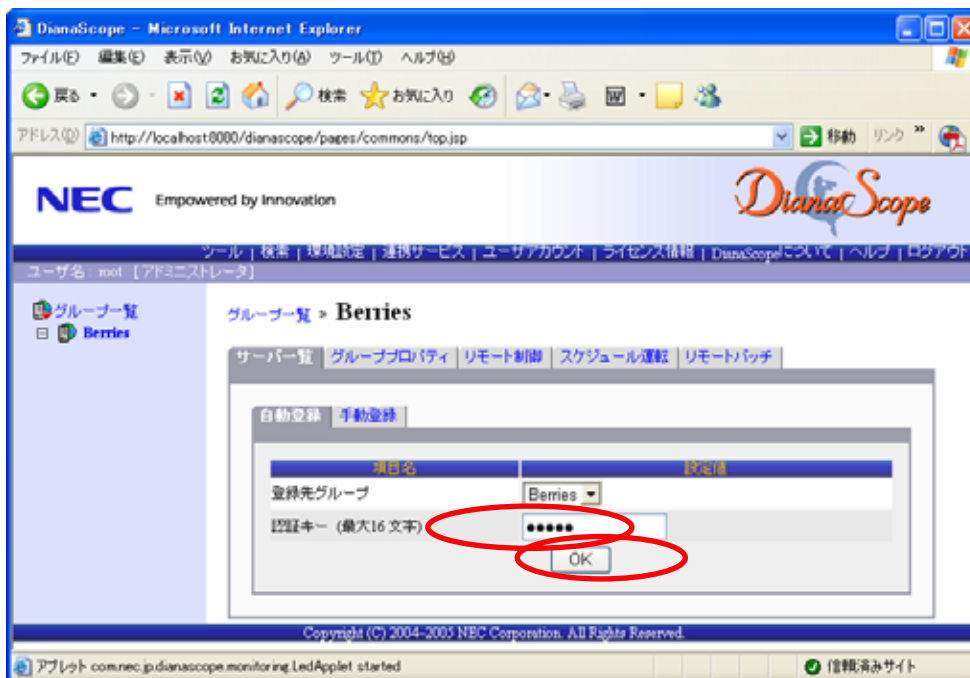 DianaScope - Microsoft Internet Explorer
ファイル(F) 編集(E) 表示(V) お気に入り(A) ツール(T) ヘルプ(H)
戻る 検索 お気に入り
アドレス(D) http://localhost:8080/dianascope/pages/commons/top.jsp 移動 リンク »
NEC Empowered by Innovation DianaScope
ツール | 検索 | 環境設定 | 連携サービス | ユーザアカウント | ライセンス情報 | DianaScopeについて | ヘルプ | ログアウト
ユーザ名 : root [アドミニストレータ]
グループ一覧
Berries
グループ一覧 » Berries
サーバ一覧 グループプロパティ リモート制御 スケジュール運転 リモートバッチ
自動登録 手動登録
項目名 設定値
登録先グループ Berries
認証キー (最大16 文字) •••••
OK
Copyright (C) 2004-2005 NEC Corporation. All Rights Reserved.
アプレット com.nec.jp.dianascope.monitoring.LedApplet started 信頼済みサイト